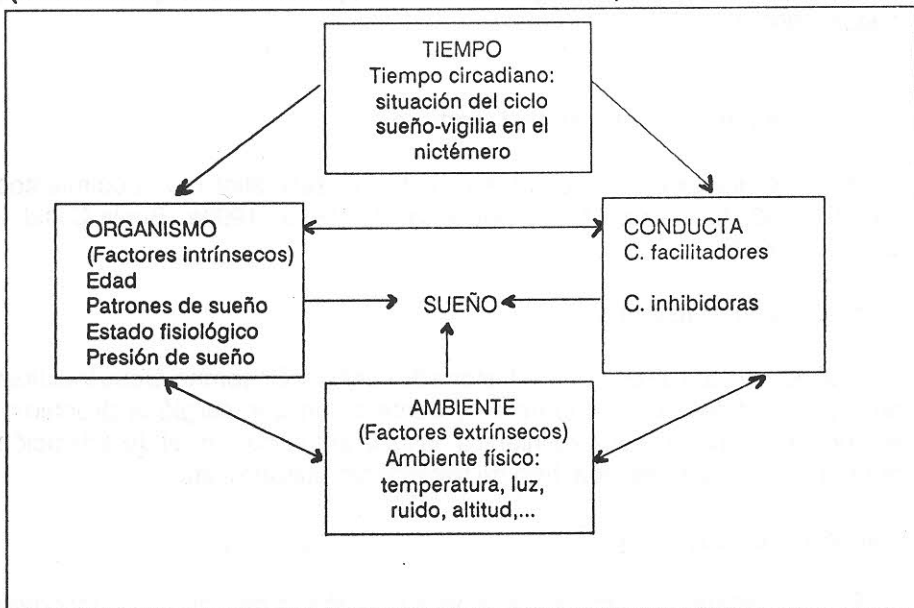 TIEMPO
Tiempo circadiano:
situación del ciclo
sueño-vigilia en el
nictémero
ORGANISMO
(Factores intrínsecos)
Edad
Patrones de sueño
Estado fisiológico
Presión de sueño
SUEÑO
CONDUCTA
C. facilitadores
C. inhibidoras
AMBIENTE
(Factores extrínsecos)
Ambiente físico:
temperatura, luz,
ruido, altitud,...